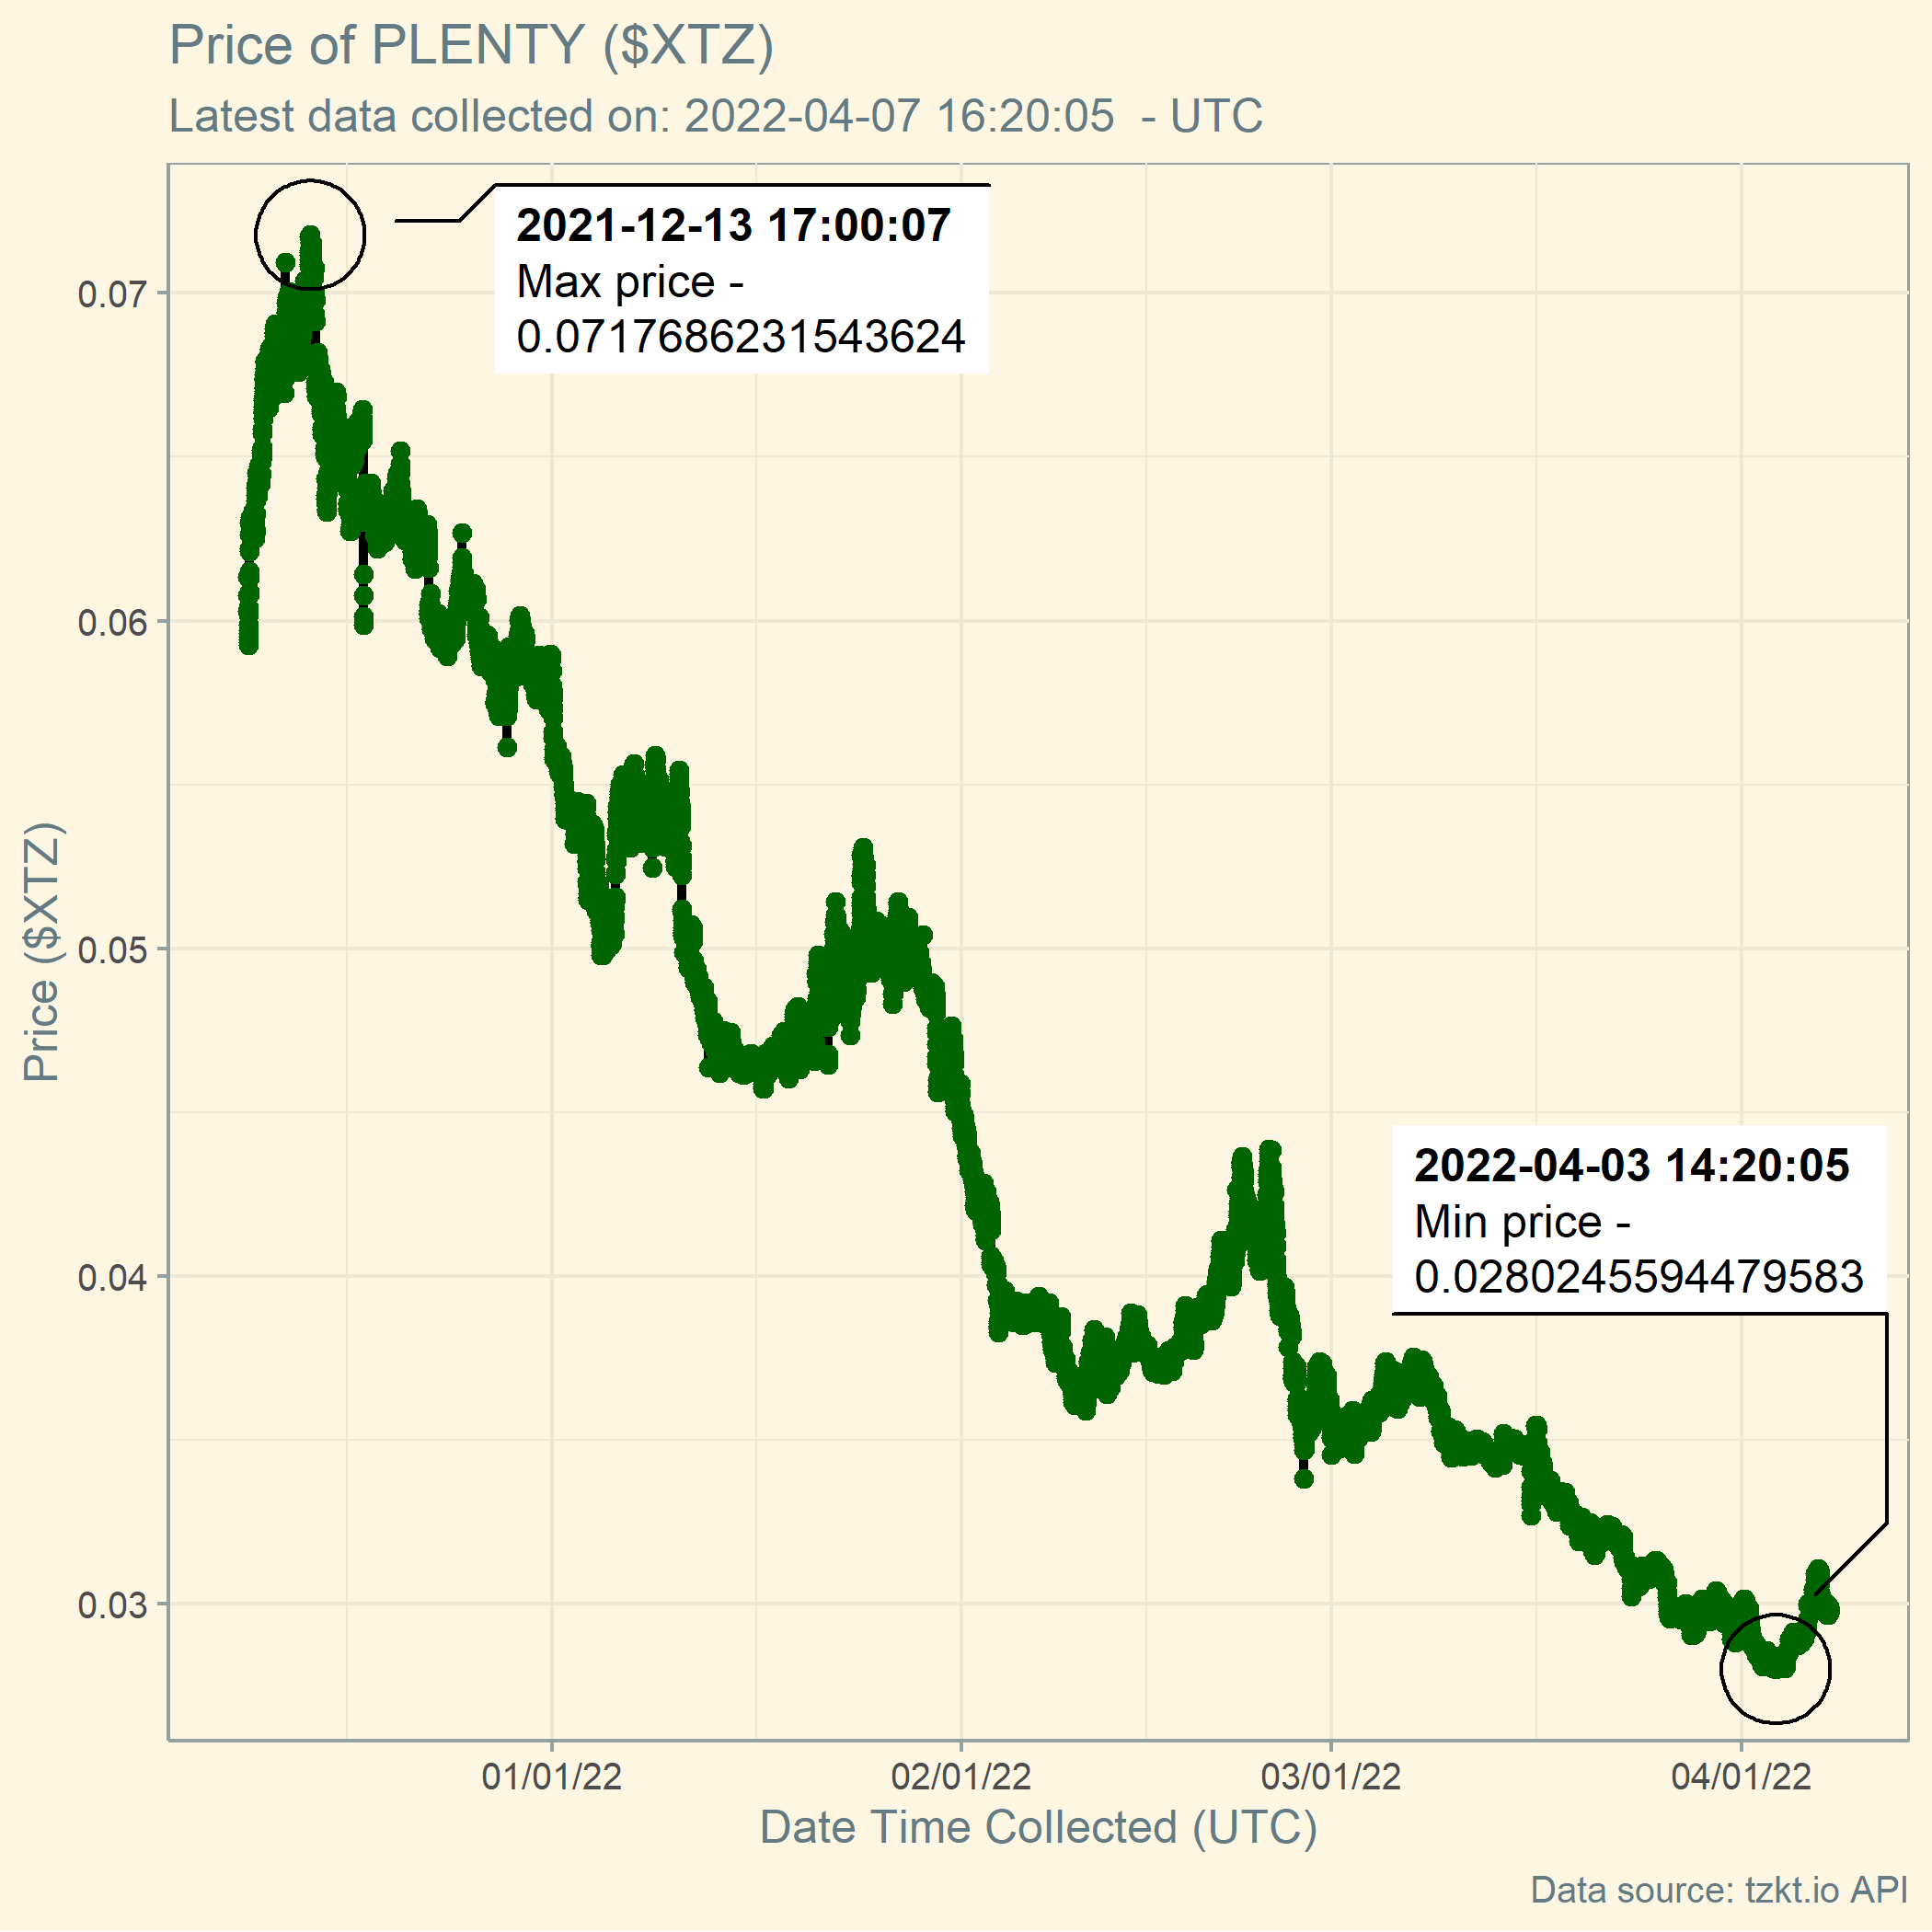 Price of PLENTY ($XTZ)
Latest data collected on: 2022-04-07 16:20:05  - UTC
2021-12-13 17:00:07
Max price -
0.0717686231543624
0.07
0.06
0.05
0.04
0.03
Price ($XTZ)
2022-04-03 14:20:05
Min price -
0.0280245594479583
01/01/22
02/01/22
03/01/22
04/01/22
Date Time Collected (UTC)
Data source: tzkt.io API